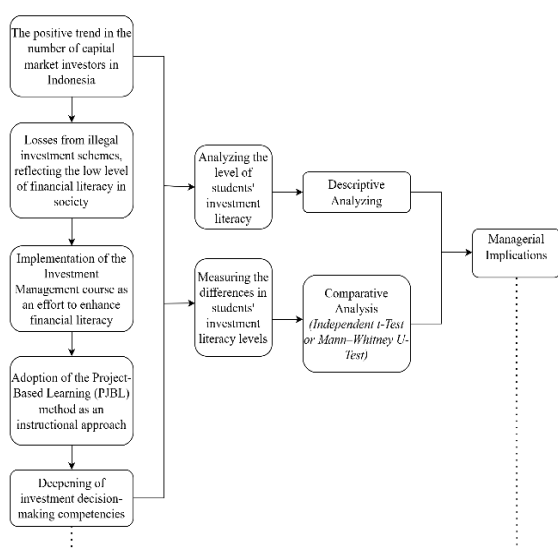 The positive trend in the
number of capital
market investors in
Indonesia
Losses from illegal
investment schemes,
reflecting the low level
of financial literacy in
society
Implementation of the
Investment Management
course as
an effort to enhance
financial literacy
Adoption of the Project-
Based Learning (PJBL)
method as an
instructional approach
Deepening of
investment decision-
making competencies
Analyzing the
level of
students'
investment
literacy
Measuring the
differences in
students'
investment
literacy levels
Descriptive
Analyzing
Comparative
Analysis
(Independent t-Test
or Mann–Whitney U-
Test)
Managerial
Implications